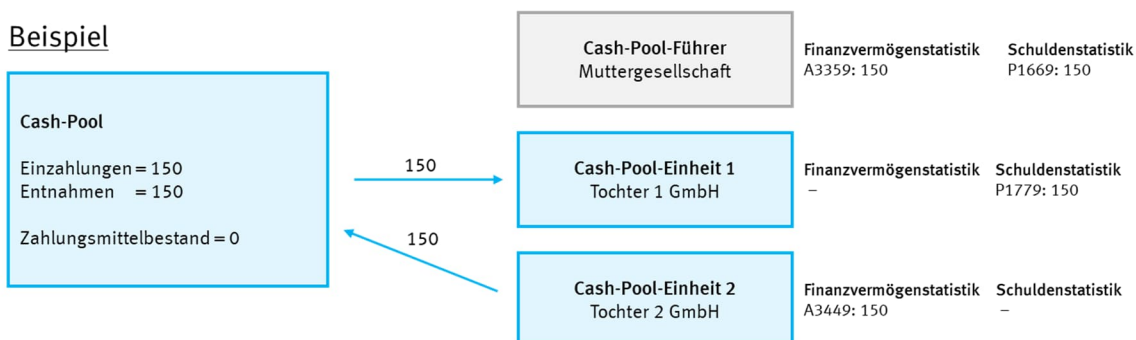 Beispiel
Cash-Pool
Einzahlungen = 150
Entnahmen = 150
Zahlungsmittelbestand = 0
150
150
Cash-Pool-Führer
Muttergesellschaft
Finanzvermögenstatistik Schuldenstatistik
A3359: 150 P1669: 150
Cash-Pool-Einheit 1
Tochter 1 GmbH
Finanzvermögenstatistik Schuldenstatistik
– P1779: 150
Cash-Pool-Einheit 2
Tochter 2 GmbH
Finanzvermögenstatistik Schuldenstatistik
A3449: 150 –